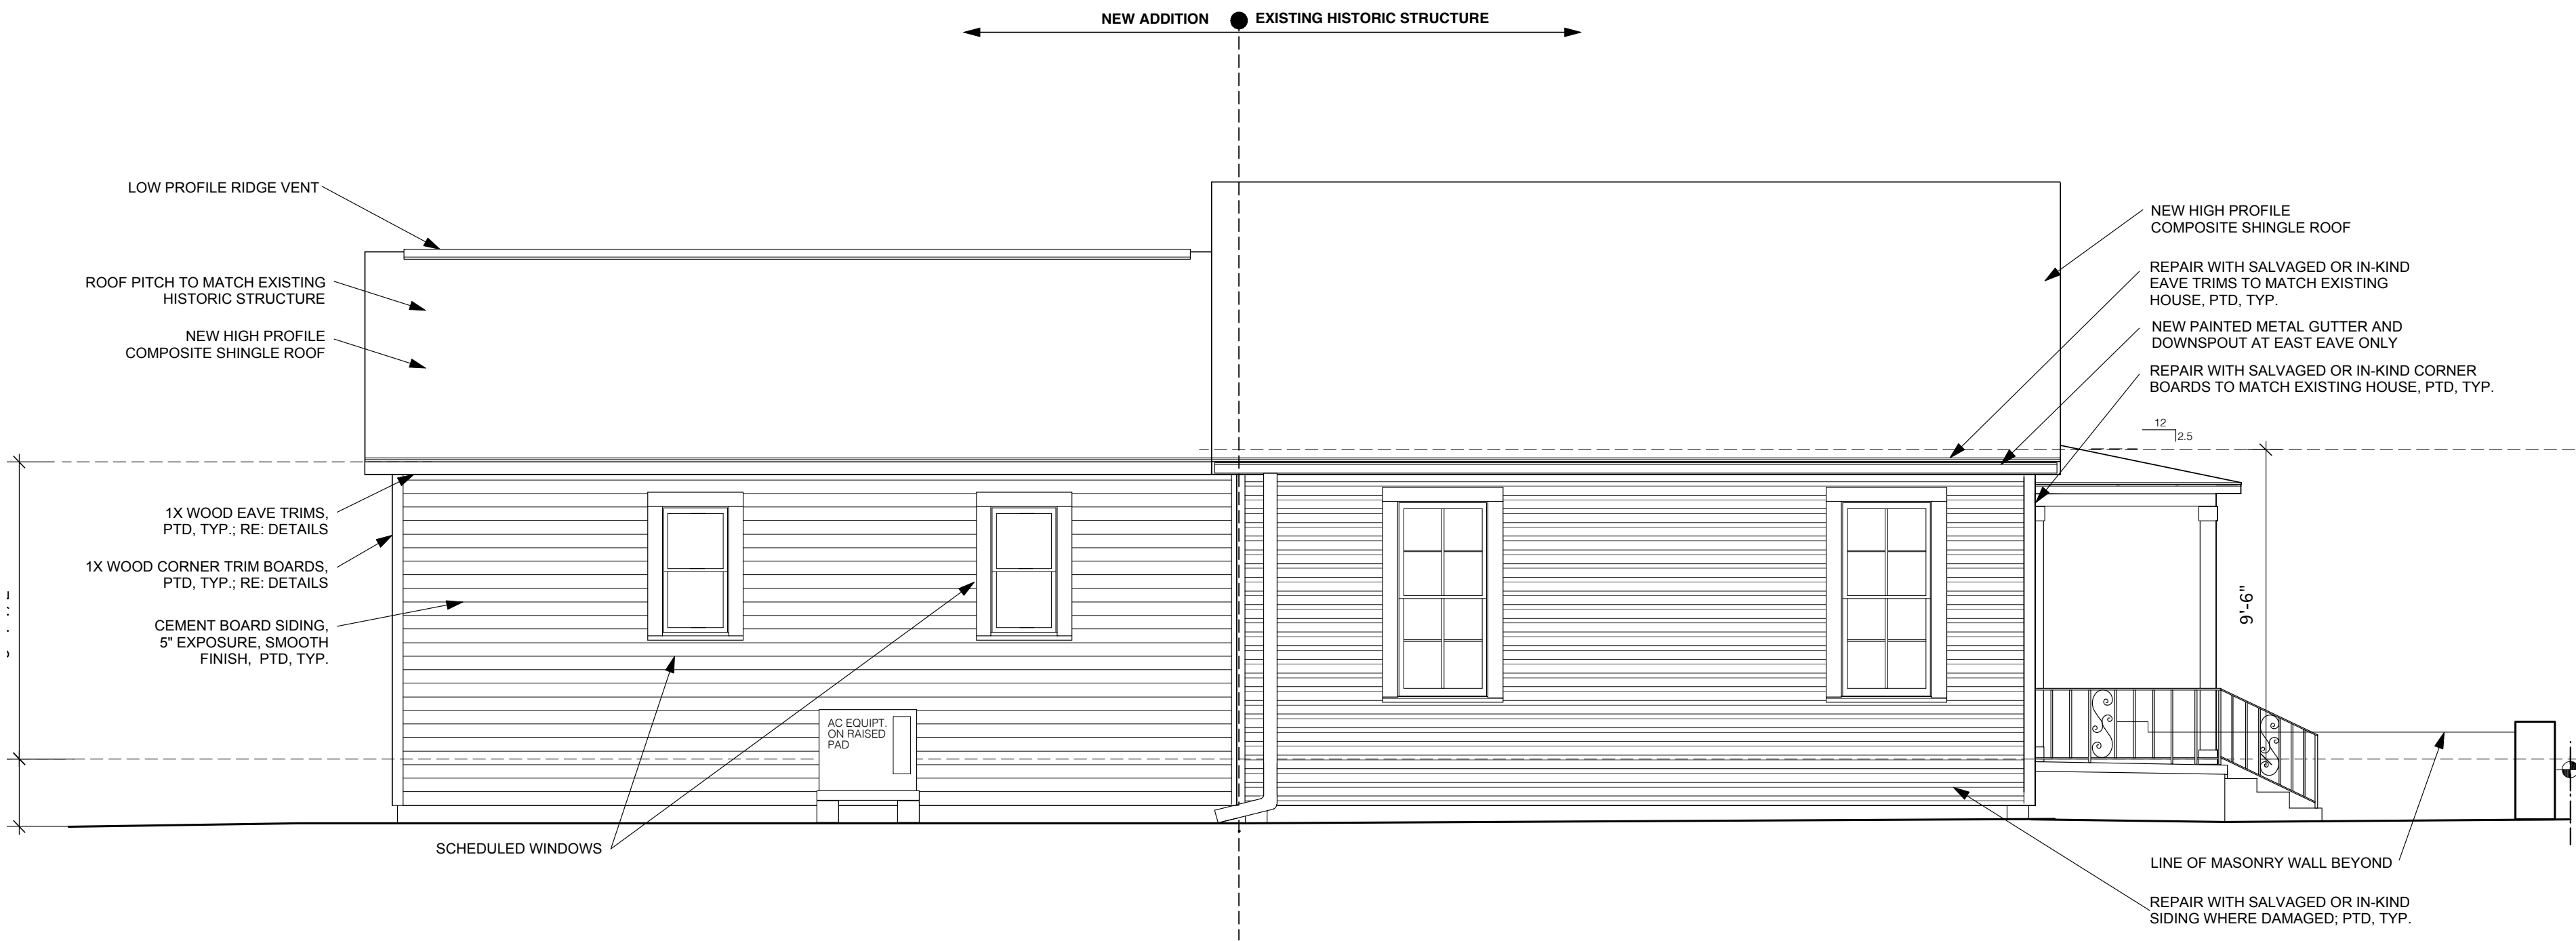 NEW ADDITION
EXISTING HISTORIC STRUCTURE
LOW PROFILE RIDGE VENT
ROOF PITCH TO MATCH EXISTING
HISTORIC STRUCTURE
NEW HIGH PROFILE
COMPOSITE SHINGLE ROOF
1X WOOD EAVE TRIMS,
PTD, TYP.; RE: DETAILS
1X WOOD CORNER TRIM BOARDS,
PTD, TYP.; RE: DETAILS
CEMENT BOARD SIDING,
5" EXPOSURE, SMOOTH
FINISH, PTD, TYP.
AC EQUIPT.
ON RAISED
PAD
SCHEDULED WINDOWS
NEW HIGH PROFILE
COMPOSITE SHINGLE ROOF
REPAIR WITH SALVAGED OR IN-KIND
EAVE TRIMS TO MATCH EXISTING
HOUSE, PTD, TYP.
NEW PAINTED METAL GUTTER AND
DOWNSPOUT AT EAST EAVE ONLY
REPAIR WITH SALVAGED OR IN-KIND CORNER
BOARDS TO MATCH EXISTING HOUSE, PTD, TYP.
12
2.5
9'-6"
LINE OF MASONRY WALL BEYOND
REPAIR WITH SALVAGED OR IN-KIND
SIDING WHERE DAMAGED; PTD, TYP.